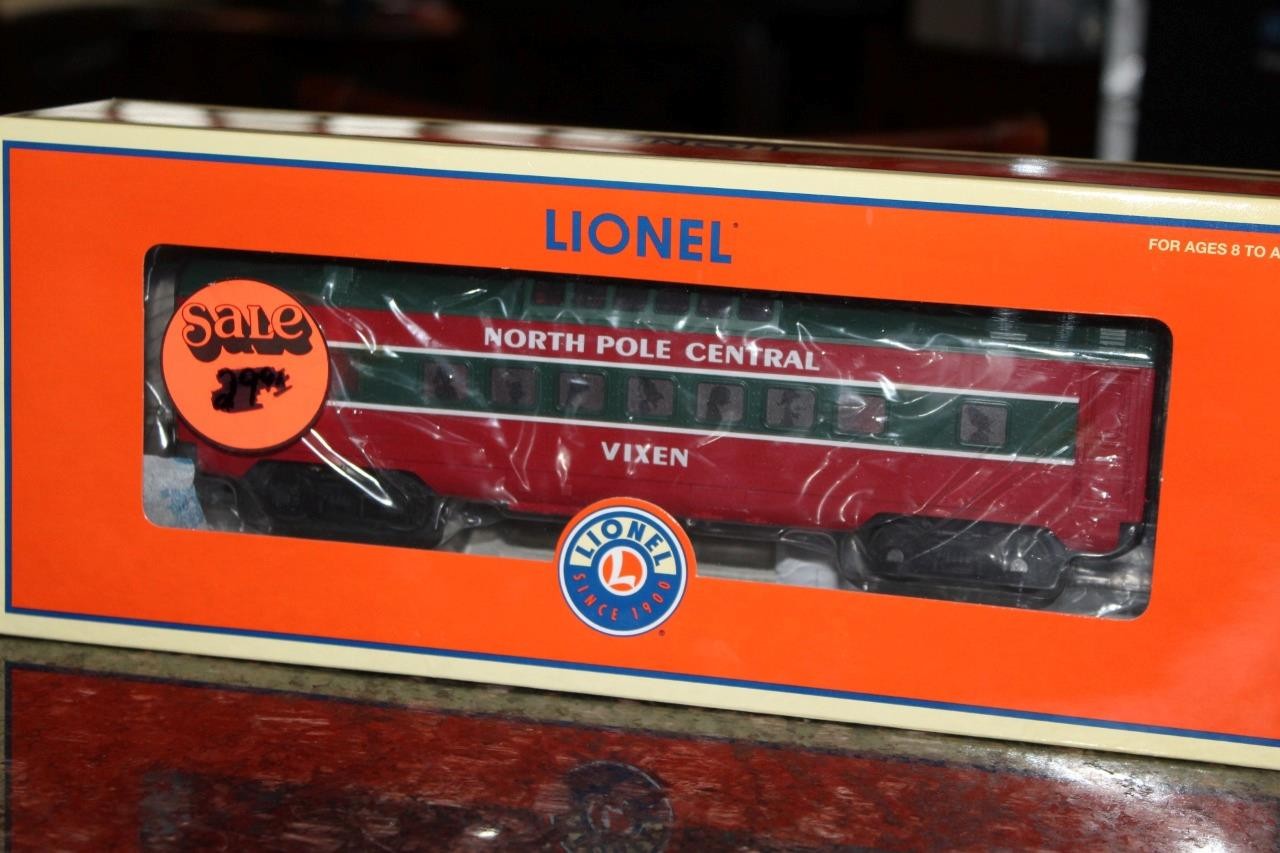 LIONEL
FOR AGES 8 TO A
Sale
NORTH POLE CENTRAL
VIXEN
LIONEL
L
SINCE 1900